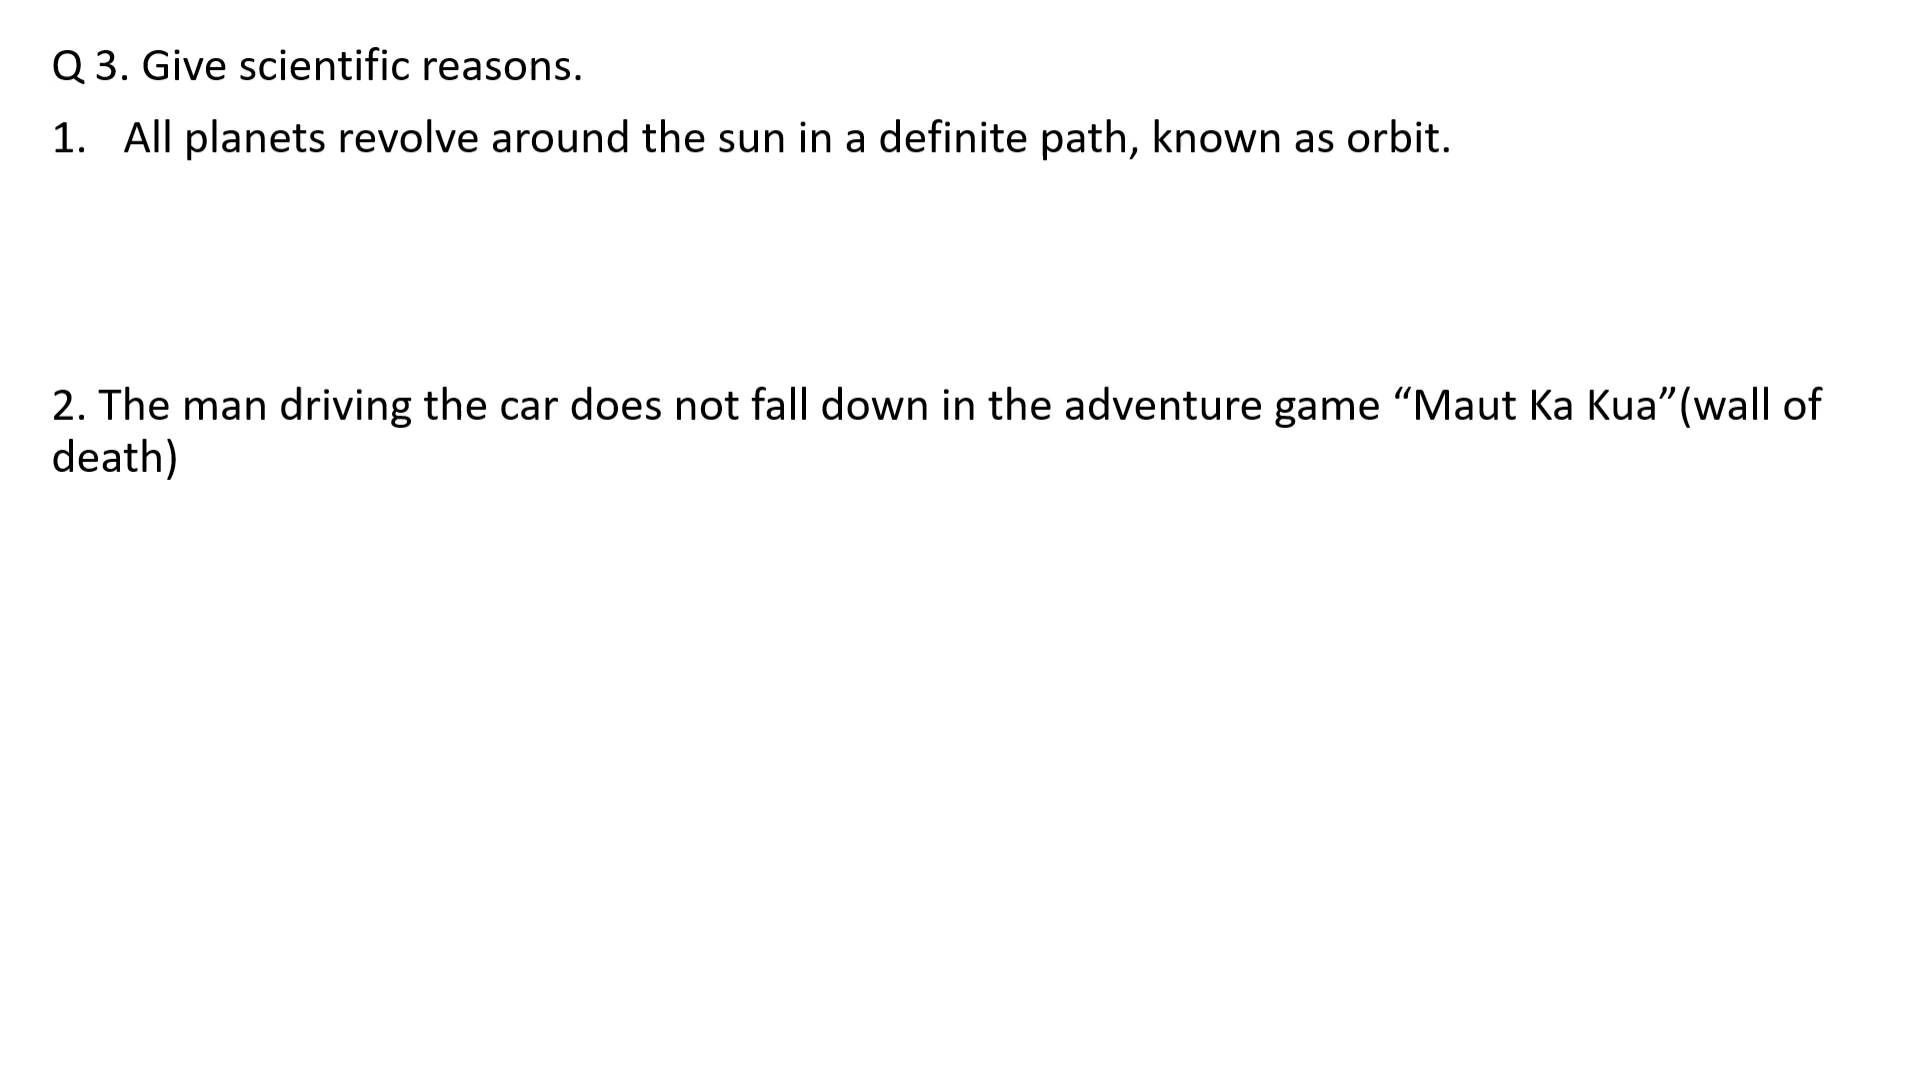 Q 3. Give scientific reasons.
1. All planets revolve around the sun in a definite path, known as orbit.
2. The man driving the car does not fall down in the adventure game “Maut Ka Kua”(wall of
death)